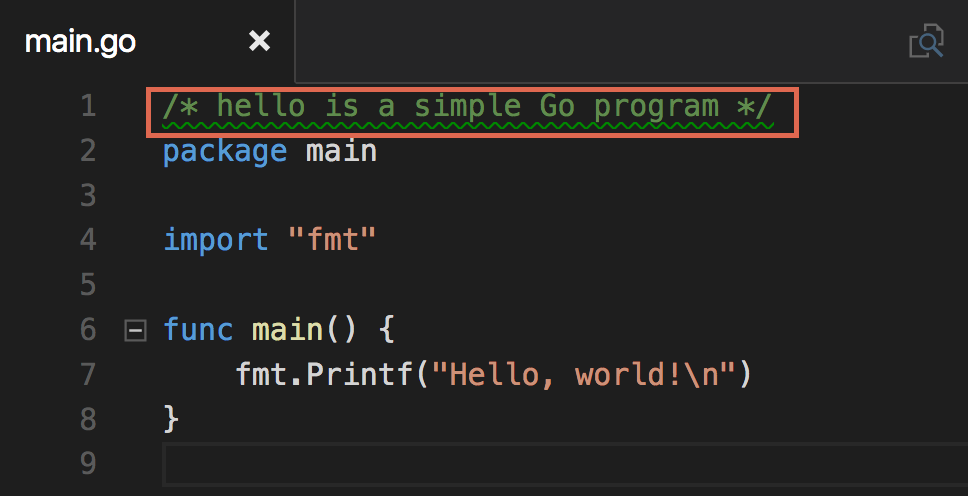 main.go ×
1 /* hello is a simple Go program */
2 package main
3
4 import "fmt"
5
6 func main() {
7     fmt.Printf("Hello, world!\n")
8 }
9